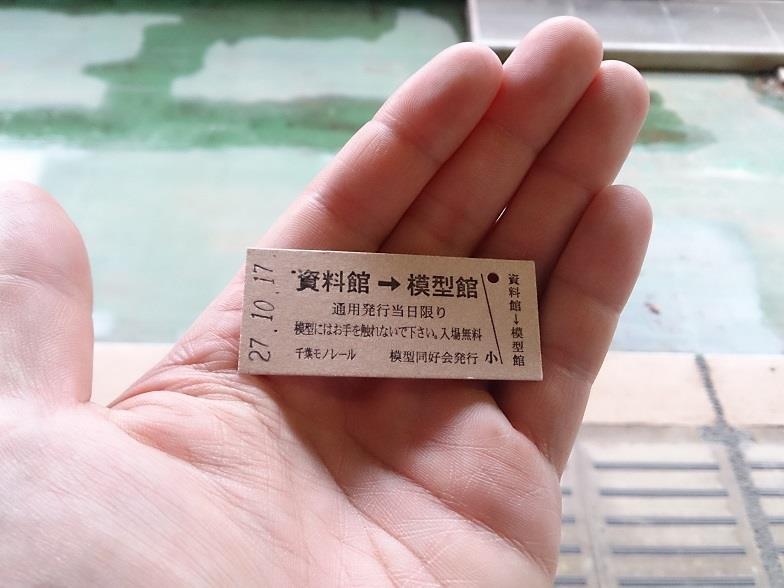 27.10.17.
資料館→模型館
通用発行当日限り
模型にはお手を触れないで下さい。入場無料
千葉モノレール 模型同好会発行 小
資料館→模型館